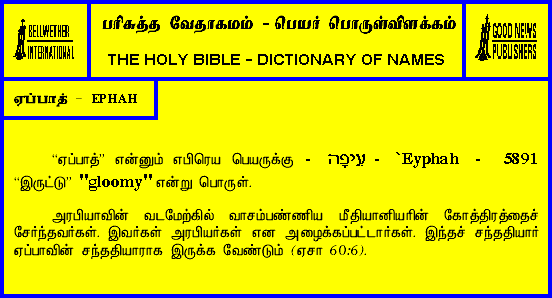 BELLWETHER
INTERNATIONAL
பரிசுத்த வேதாகமம் - பெயர் பொருள்விளக்கம்
THE HOLY BIBLE - DICTIONARY OF NAMES
GOOD NEWS
PUBLISHERS
ஏப்பாத் - EPHAH
“ஏப்பாத்” என்னும் எபிரெய பெயருக்கு - עיפה - `Eyphah - 5891
“இருட்டு” "gloomy" என்று பொருள்.
அரபியாவின் வடமேற்கில் வாசம்பண்ணிய மீதியானியரின் கோத்திரத்தைச்
சேர்ந்தவர்கள். இவர்கள் அரபியர்கள் என அழைக்கப்பட்டார்கள். இந்தச் சந்ததியார்
ஏப்பாவின் சந்ததியாராக இருக்க வேண்டும் (ஏசா 60:6).